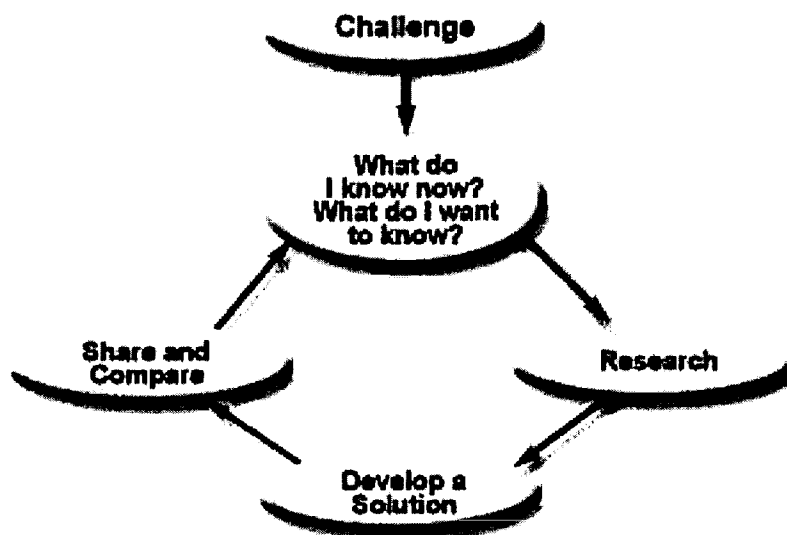 Challenge
What do
I know now?
What do I want
to know?
Share and
Compare
Research
Develop a
Solution